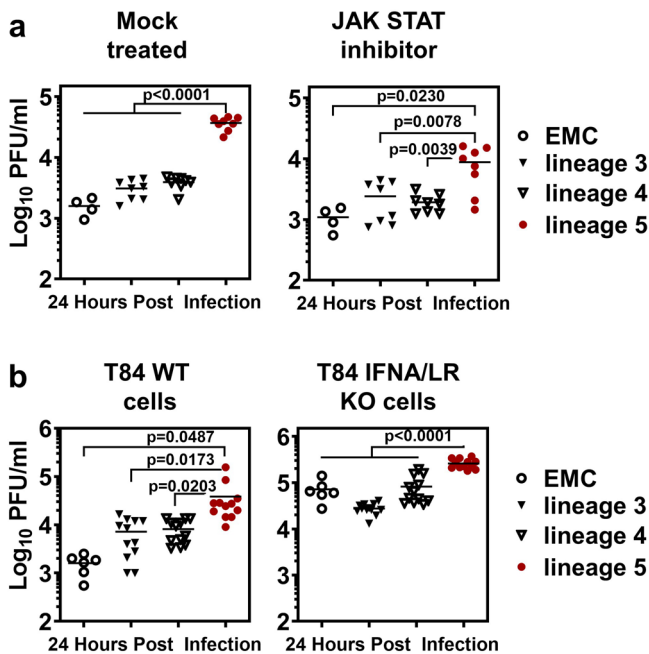 a
Mock
treated
JAK STAT
inhibitor
Log10 PFU/ml
5
4
3
2
p<0.0001
24 Hours Post Infection
5
4
3
2
p=0.0230
p=0.0078
p=0.0039
24 Hours Post Infection
EMC
lineage 3
lineage 4
lineage 5
b
T84 WT
cells
T84 IFNA/LR
KO cells
Log10 PFU/ml
6
5
4
3
2
p=0.0487
p=0.0173
p=0.0203
24 Hours Post Infection
6
5
4
3
2
p<0.0001
24 Hours Post Infection
EMC
lineage 3
lineage 4
lineage 5